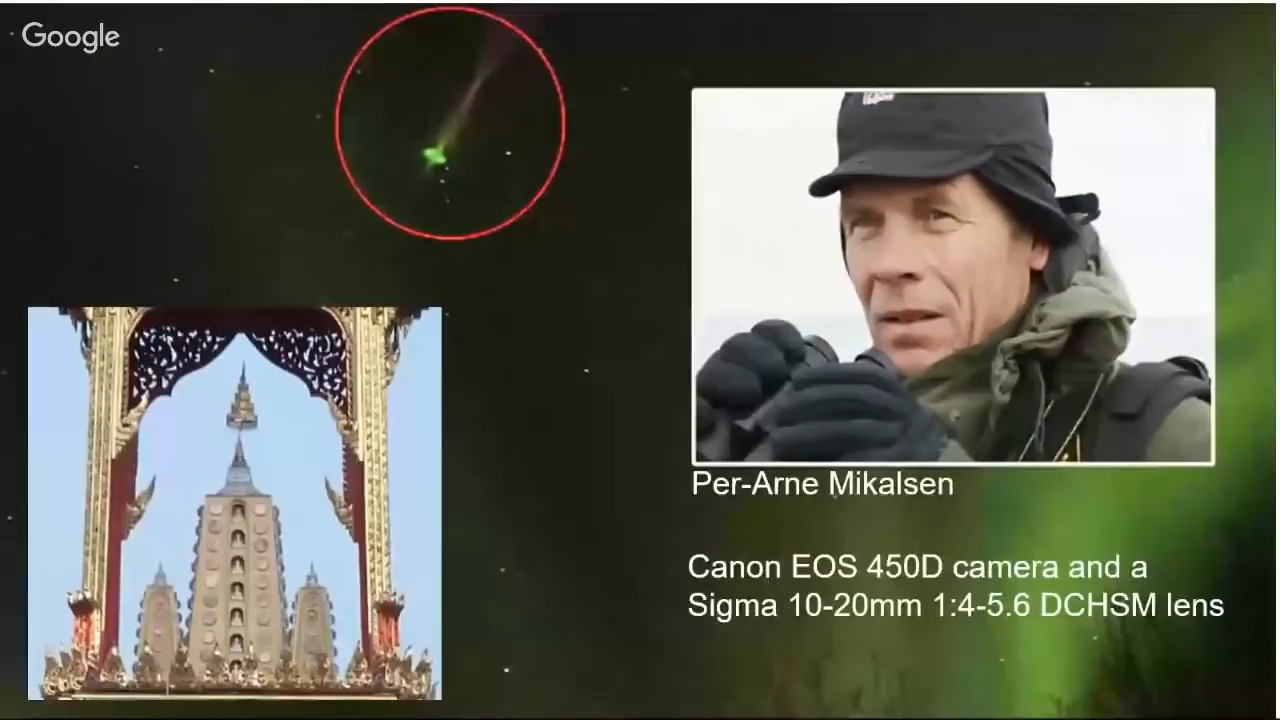 Google
Per-Arne Mikalsen
Canon EOS 450D camera and a
Sigma 10-20mm 1:4-5.6 DCHSM lens